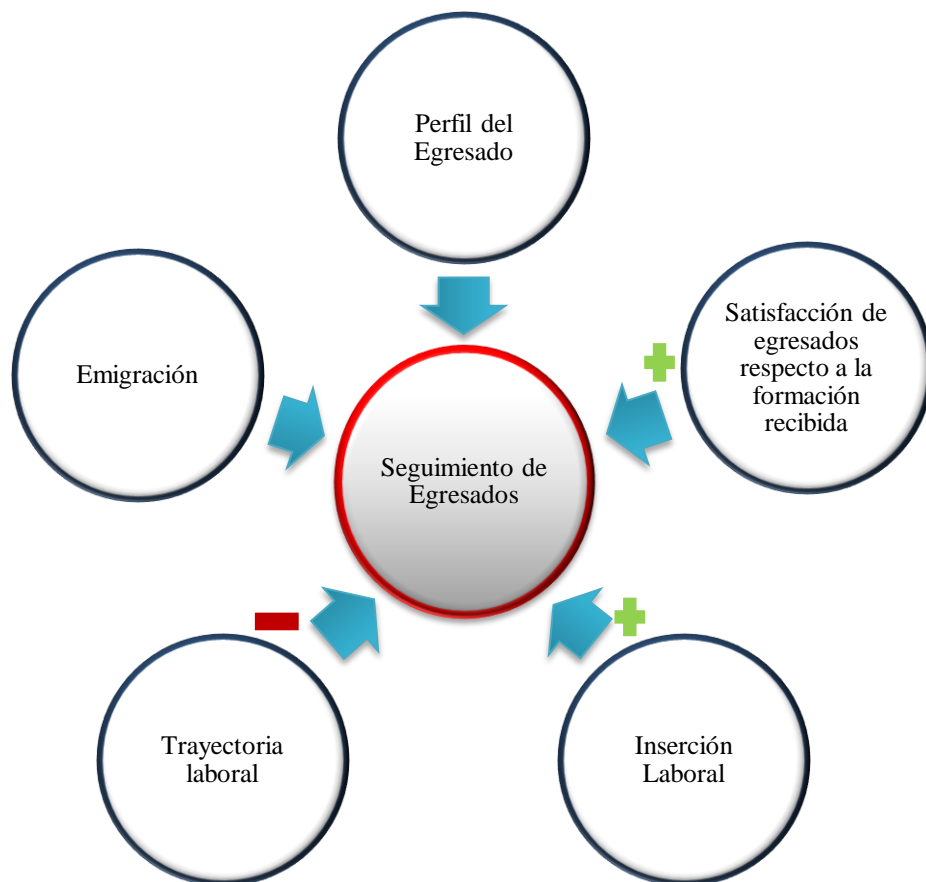 Perfil del
Egresado
Satisfacción de
egresados
respecto a la
formación
recibida
Emigración
Seguimiento de
Egresados
Trayectoria
laboral
Inserción
Laboral